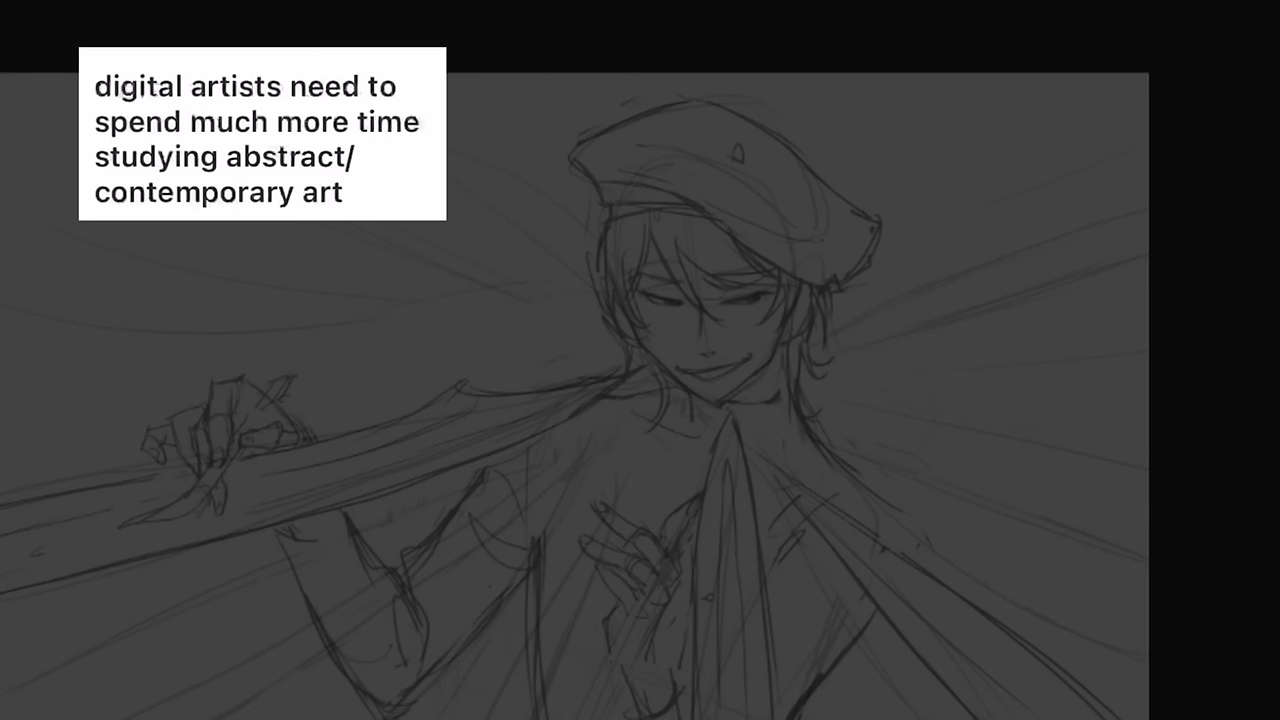 digital artists need to
spend much more time
studying abstract/
contemporary art